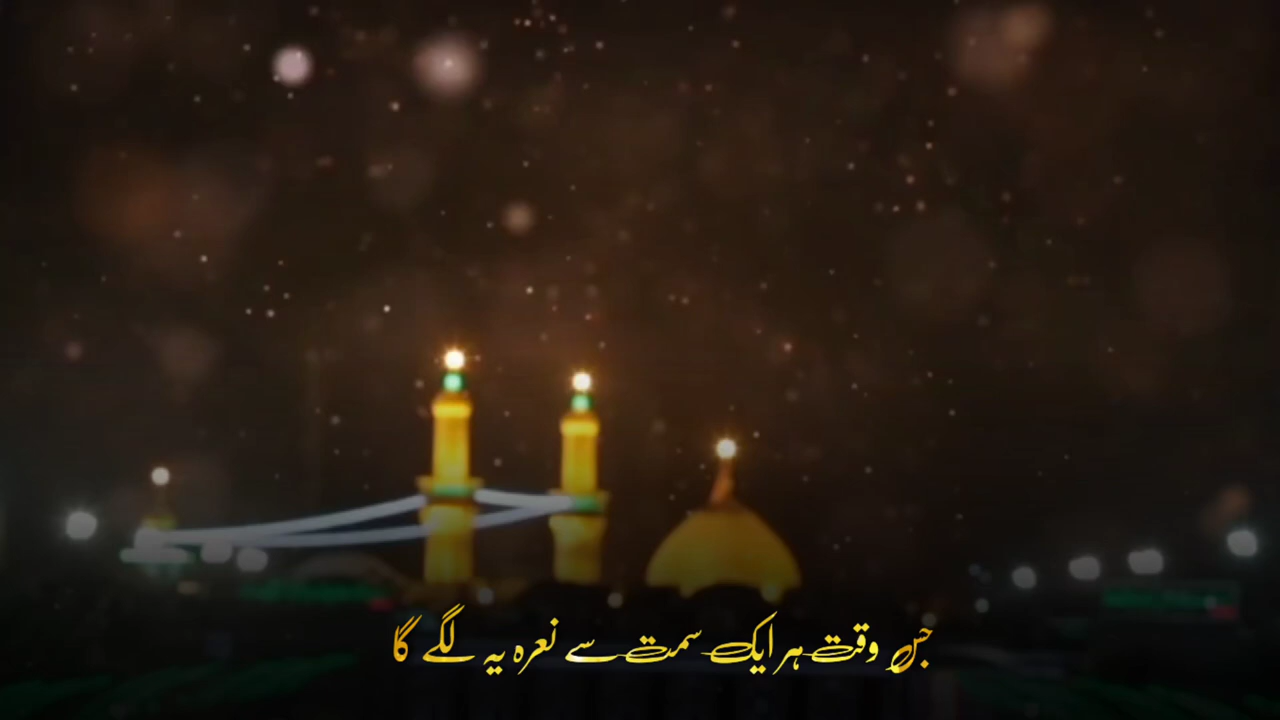 جس وقت ہر ایک سمت سے نعرہ یہ لگے گا